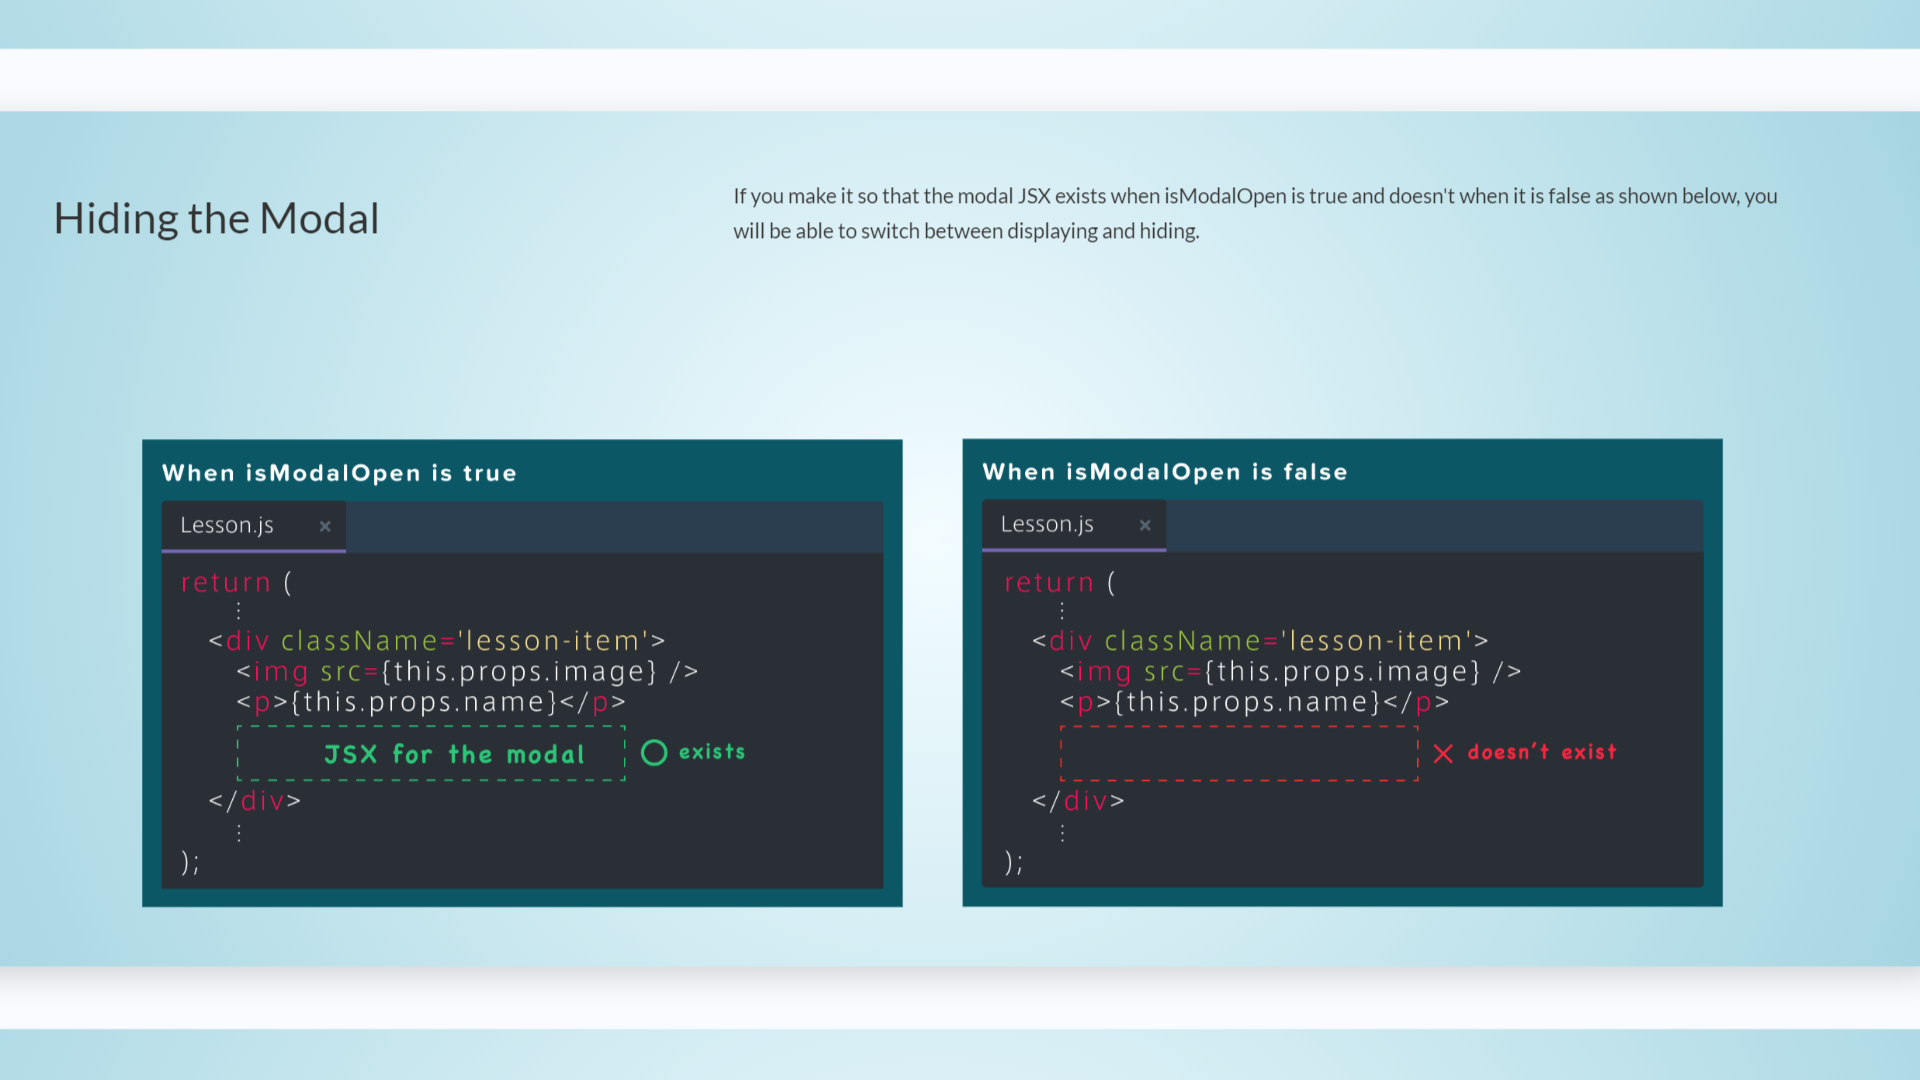 Hiding the Modal
If you make it so that the modal JSX exists when isModalOpen is true and doesn't when it is false as shown below, you
will be able to switch between displaying and hiding.
When isModalOpen is true
Lesson.js ×
return (
⋮
<div className='lesson-item'>
<img src={this.props.image} />
<p>{this.props.name}</p>
JSX for the modal exists
</div>
⋮
);
When isModalOpen is false
Lesson.js ×
return (
⋮
<div className='lesson-item'>
<img src={this.props.image} />
<p>{this.props.name}</p>
doesn't exist
</div>
⋮
);